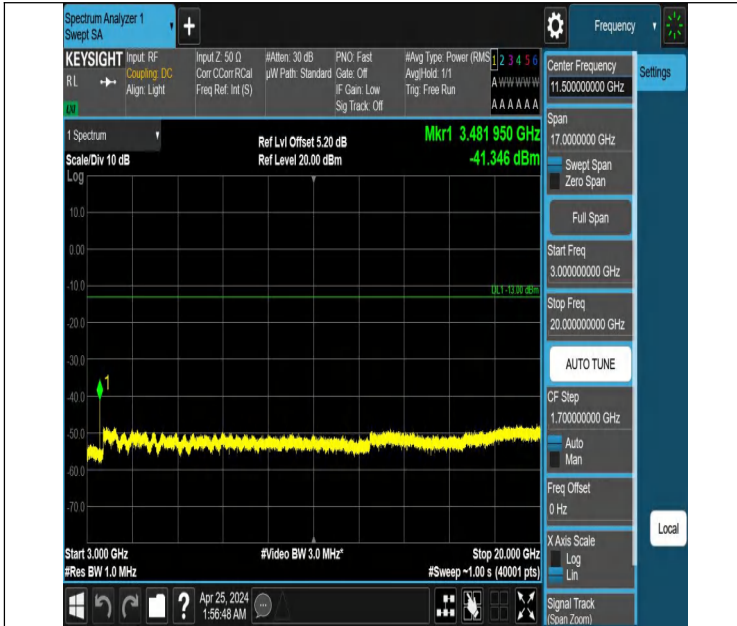 Spectrum Analyzer 1
Swept SA
+
Frequency
KEYSIGHT
Input: RF
Input Z: 50 Ω
#Atten: 30 dB
PNO: Fast
#Avg Type: Power (RMS
1 2 3 4 5 6
RL
Coupling: DC
Corr CCorr RCal
µW Path: Standard
Gate: Off
Avg|Hold: 1/1
A W W W W W
Align: Light
Freq Ref: Int (S)
IF Gain: Low
Trig: Free Run
Sig Track: Off
A A A A A A
Center Frequency
11.500000000 GHz
Settings
Span
17.0000000 GHz
Swept Span
Zero Span
Full Span
Start Freq
3.000000000 GHz
Stop Freq
20.000000000 GHz
AUTO TUNE
CF Step
1.700000000 GHz
Auto
Man
Freq Offset
0 Hz
X Axis Scale
Log
Lin
Signal Track
(Span Zoom)
Local
1 Spectrum
Ref Lvl Offset 5.20 dB
Mkr1 3.481 950 GHz
Scale/Div 10 dB
Ref Level 20.00 dBm
-41.346 dBm
Log
10.0
0.00
-10.0
DL1 -13.00 dBm
-20.0
-30.0
1
-40.0
-50.0
-60.0
-70.0
Start 3.000 GHz
#Video BW 3.0 MHz*
Stop 20.000 GHz
#Res BW 1.0 MHz
#Sweep ~1.00 s (40001 pts)
?
Apr 25, 2024
1:56:48 AM